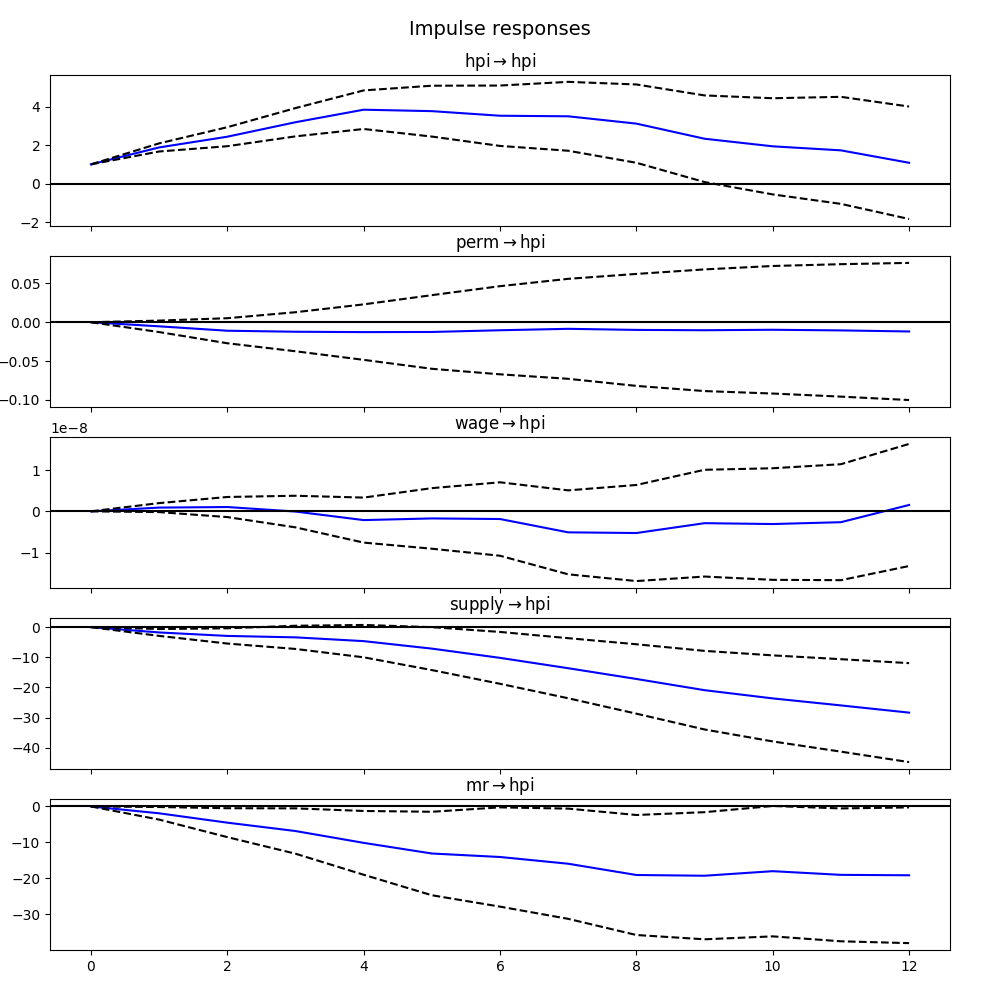 Impulse responses
hpi → hpi
4
2
0
−2
perm → hpi
0.05
0.00
−0.05
−0.10
1e−8
wage → hpi
1
0
−1
supply → hpi
0
−10
−20
−30
−40
mr → hpi
0
−10
−20
−30
0 2 4 6 8 10 12